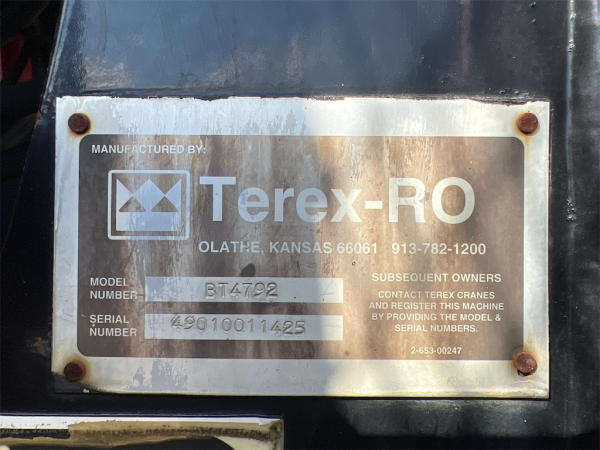 MANUFACTURED BY:
Terex-RO
OLATHE, KANSAS 66061 913-782-1200
MODEL
NUMBER
BT4792
SERIAL
NUMBER
49010011425
SUBSEQUENT OWNERS
CONTACT TEREX CRANES
AND REGISTER THIS MACHINE
BY PROVIDING THE MODEL &
SERIAL NUMBERS.
2-653-00247